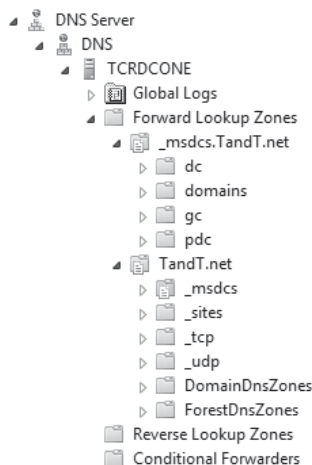 DNS Server
DNS
TCRDCONE
Global Logs
Forward Lookup Zones
_msdcs.TandT.net
dc
domains
gc
pdc
TandT.net
_msdcs
_sites
_tcp
_udp
DomainDnsZones
ForestDnsZones
Reverse Lookup Zones
Conditional Forwarders